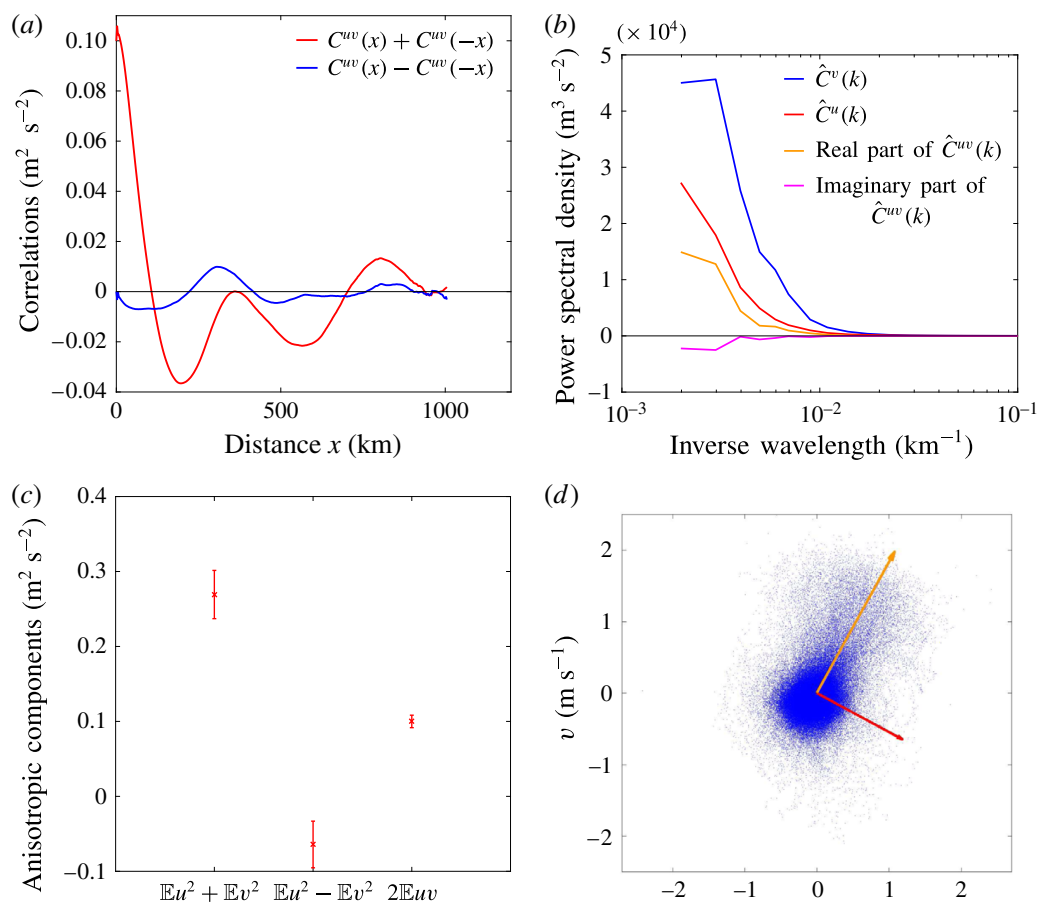 (a)
0.10
0.08
0.06
0.04
0.02
0
−0.02
−0.04
0
500
1000
Correlations (m² s⁻²)
Distance x (km)
C^{uv}(x) + C^{uv}(−x)
C^{uv}(x) − C^{uv}(−x)
(b)
(× 10⁴)
5
4
3
2
1
0
−1
10⁻³
10⁻²
10⁻¹
Power spectral density (m³ s⁻²)
Inverse wavelength (km⁻¹)
Ĉ^v(k)
Ĉ^u(k)
Real part of Ĉ^{uv}(k)
Imaginary part of
Ĉ^{uv}(k)
(c)
0.4
0.3
0.2
0.1
0
−0.1
Anisotropic components (m² s⁻²)
𝔼u² + 𝔼v²
𝔼u² − 𝔼v²
2𝔼uv
(d)
2
1
0
−1
−2
v (m s⁻¹)
−2
−1
0
1
2